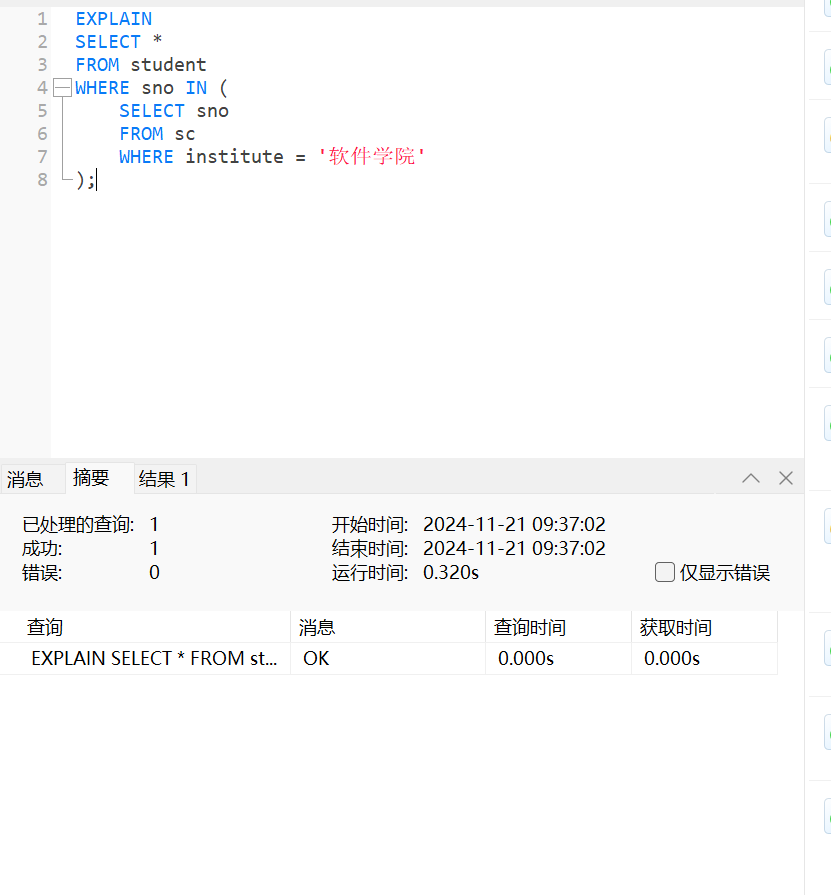 1 EXPLAIN
2 SELECT *
3 FROM student
4 WHERE sno IN (
5 SELECT sno
6 FROM sc
7 WHERE institute = '软件学院'
8 );
消息 摘要 结果 1
已处理的查询: 1 开始时间: 2024-11-21 09:37:02
成功: 1 结束时间: 2024-11-21 09:37:02
错误: 0 运行时间: 0.320s 仅显示错误
查询 消息 查询时间 获取时间
EXPLAIN SELECT * FROM st... OK 0.000s 0.000s